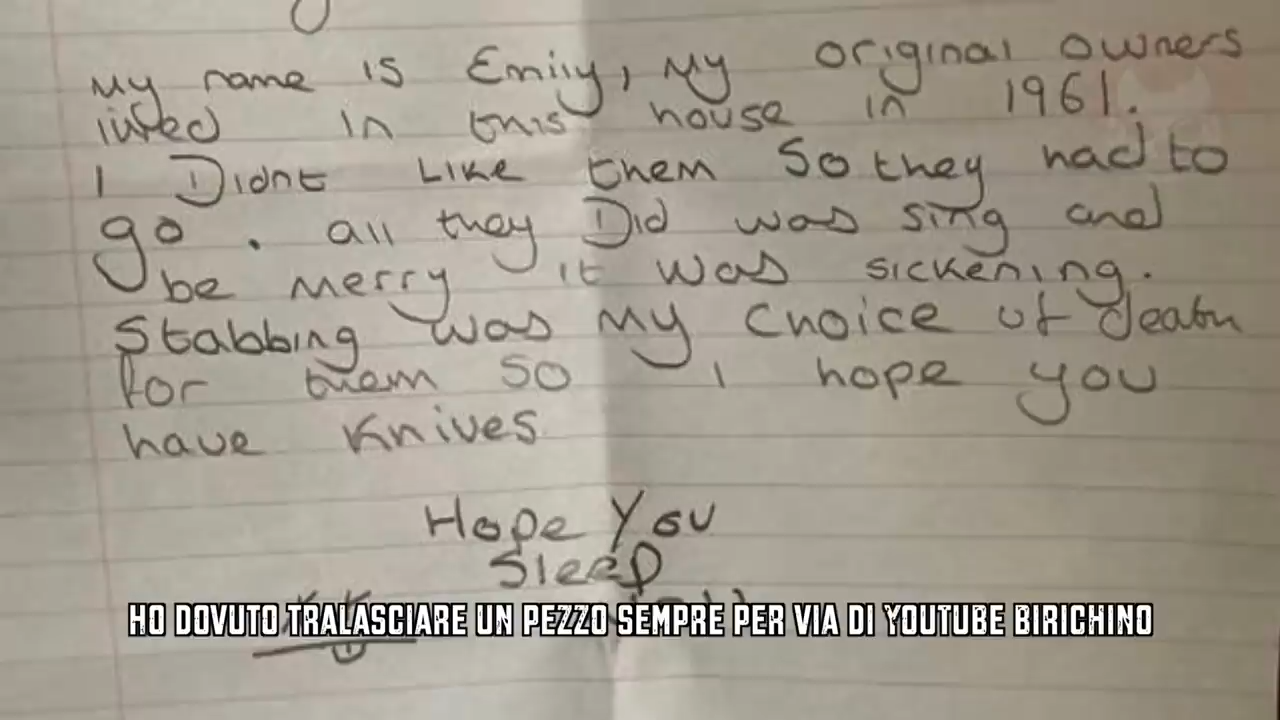 My name is Emily, My original owners
lived in this house in 1961.
I Didnt Like them So they had to
go. all they Did was sing and
be merry it was sickening.
Stabbing was my choice of death
for them so I hope you
have Knives
Hope You
Sleep
HO DOVUTO TRALASCIARE UN PEZZO SEMPRE PER VIA DI YOUTUBE BIRICHINO